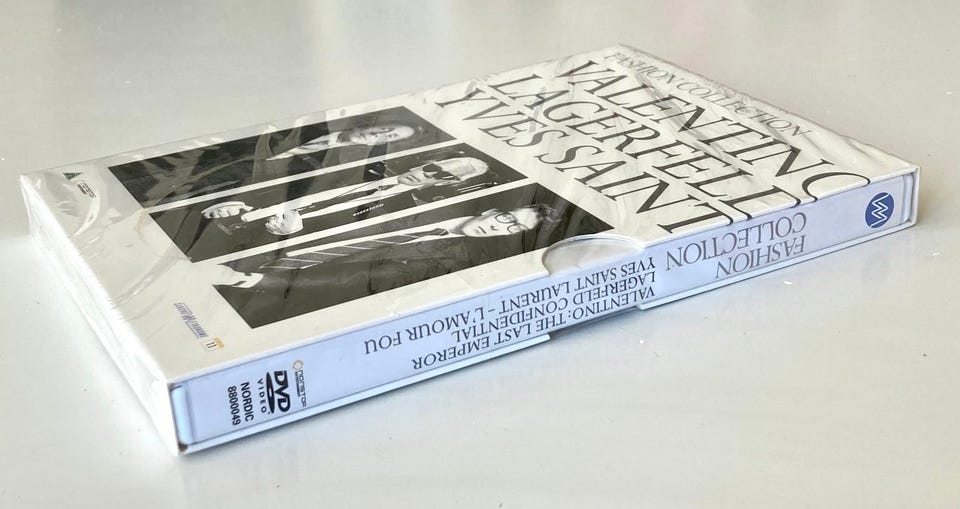 FASHION COLLECTION
VALENTINO
LAGERFELD
YVES SAINT
FASHION
COLLECTION
VALENTINO: THE LAST EMPEROR
LAGERFELD CONFIDENTIAL
YVES SAINT LAURENT – L'AMOUR FOU
W
DVD
VIDEO
NORDIC
8800049
11